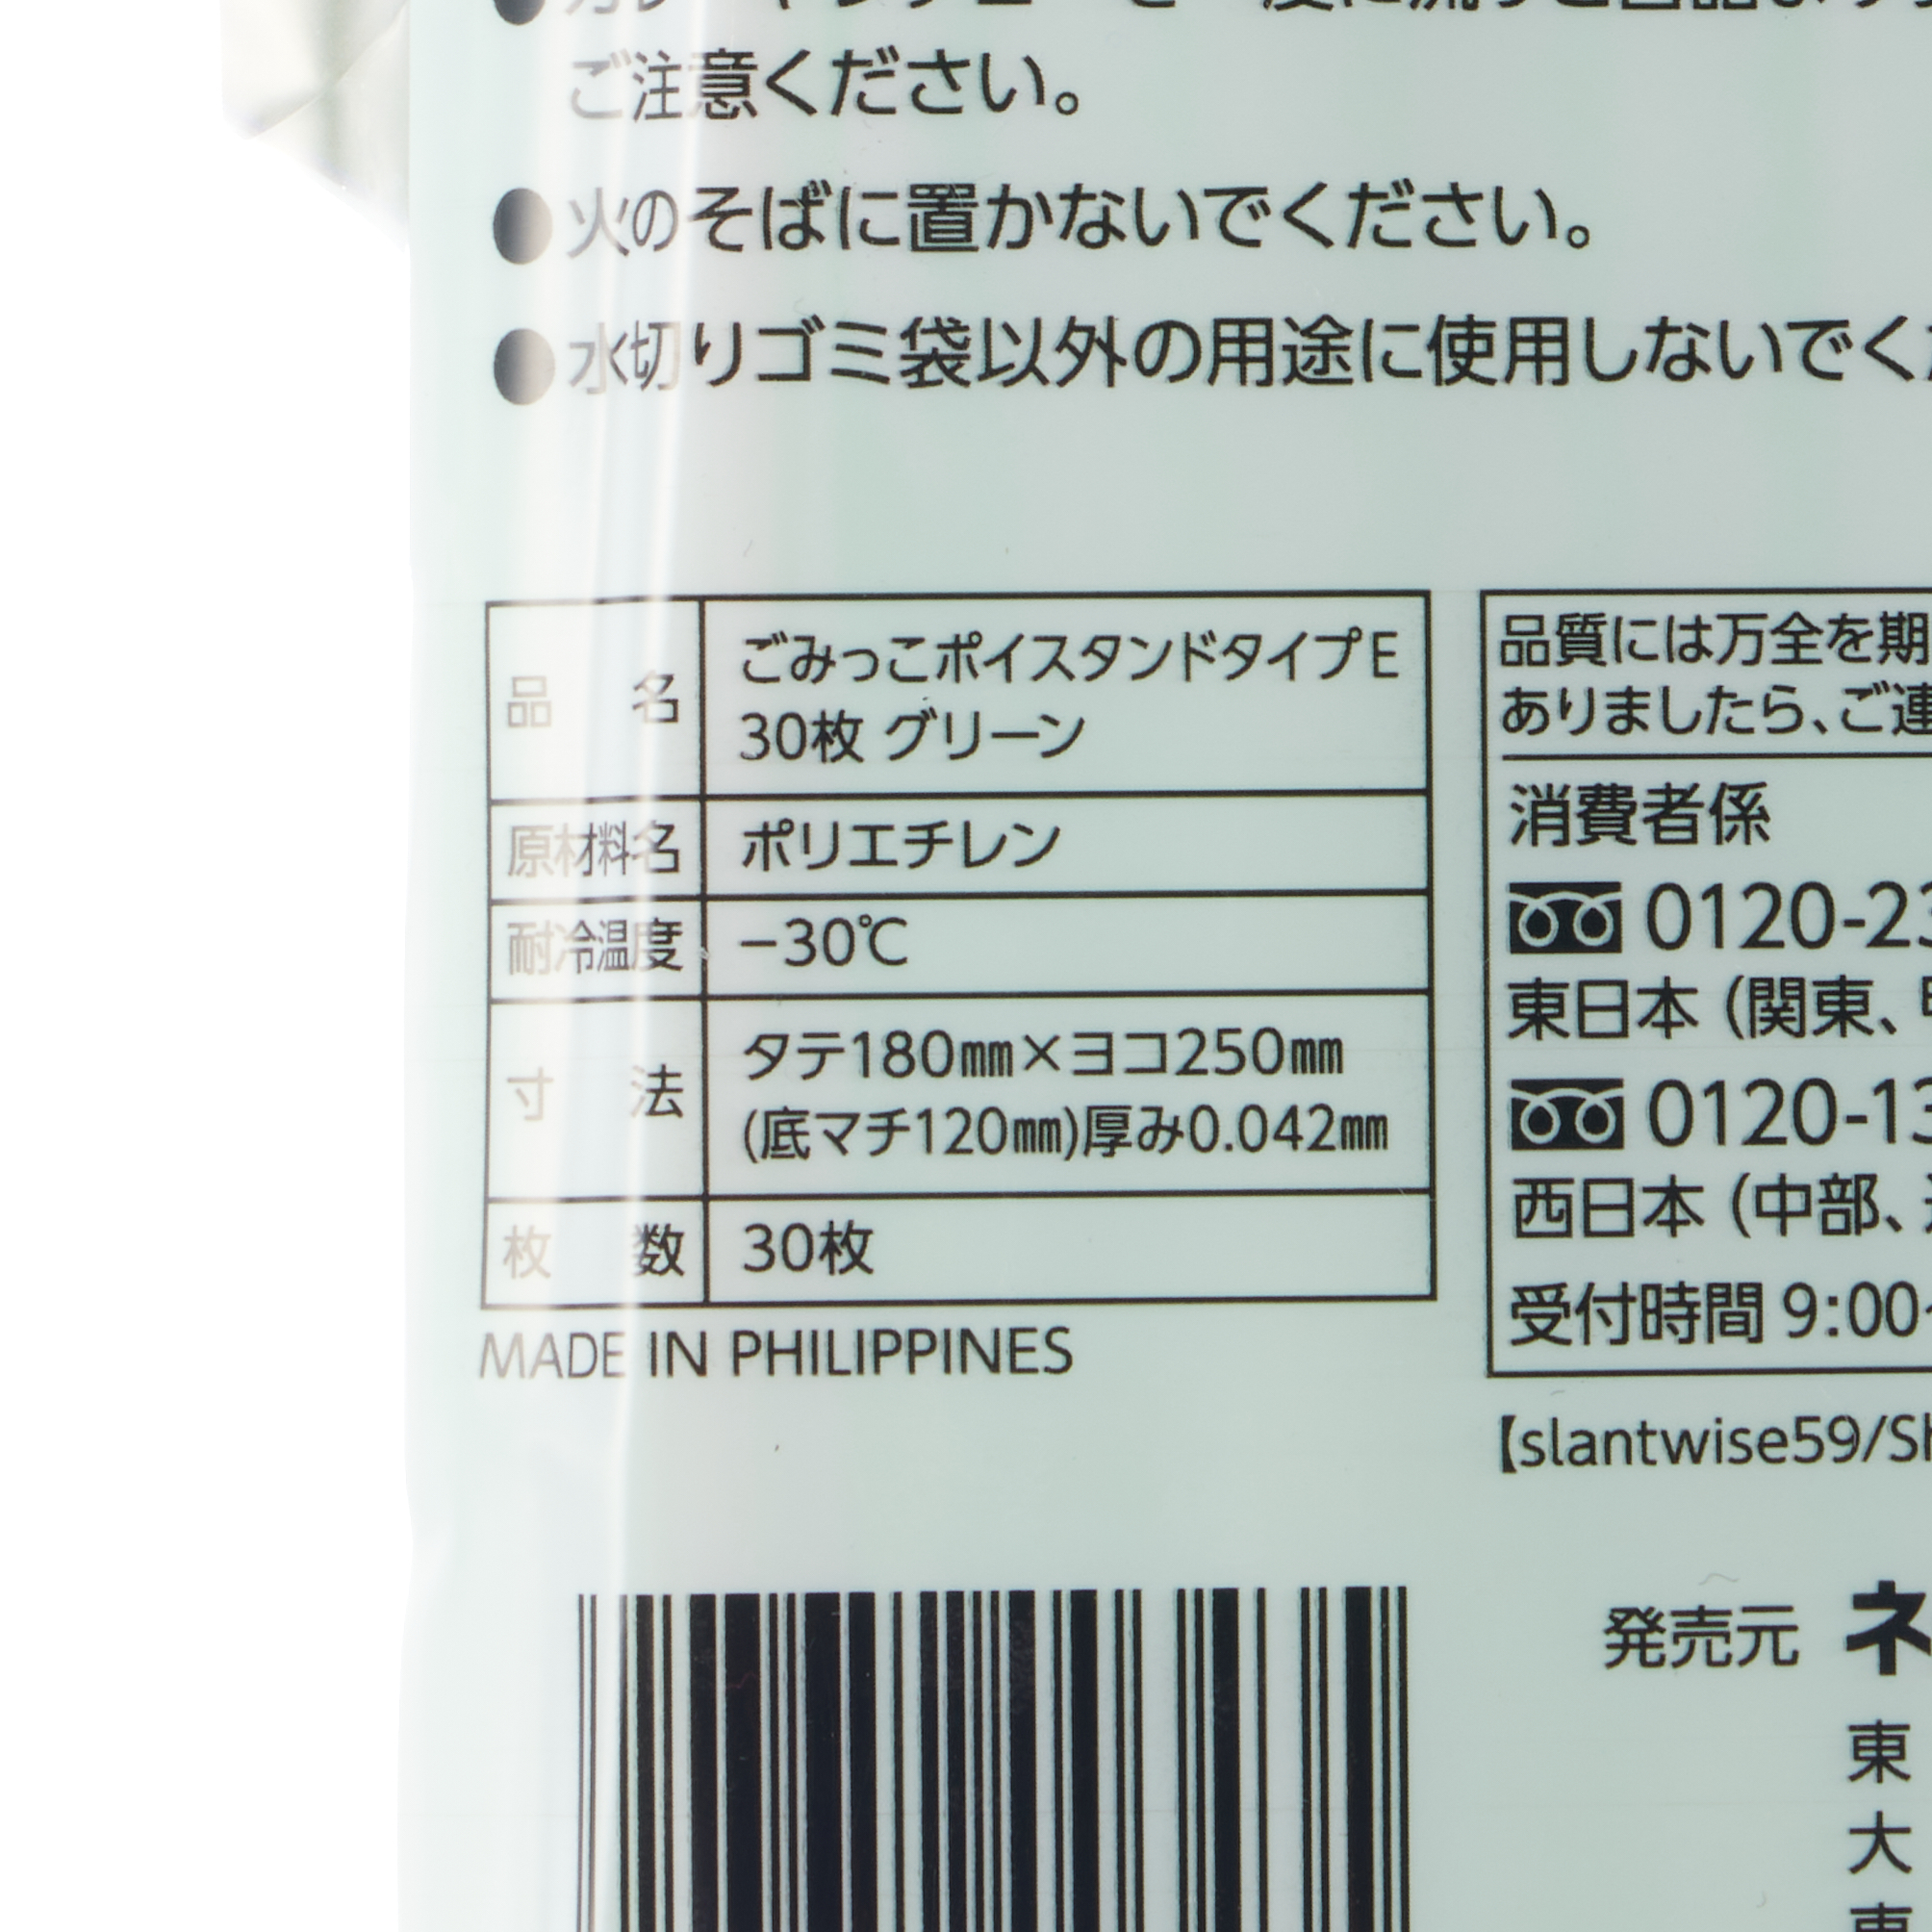 ご注意ください。
●火のそばに置かないでください。
●水切りゴミ袋以外の用途に使用しないでく
品名 ごみっこポイスタンドタイプE
30枚 グリーン
原材料名 ポリエチレン
耐冷温度 −30℃
寸法 タテ180㎜×ヨコ250㎜
(底マチ120㎜)厚み0.042㎜
枚数 30枚
MADE IN PHILIPPINES
品質には万全を期
ありましたら、ご連
消費者係
0120-23
東日本(関東、
0120-13
西日本(中部、
受付時間 9:00
【slantwise59/Sh
発売元 ネ
東
大